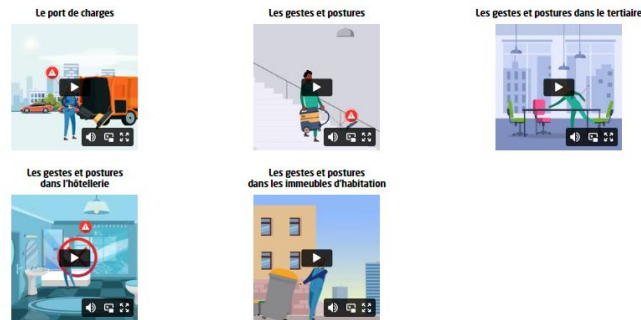 Le port de charges
Les gestes et postures
Les gestes et postures dans le tertiaire
Les gestes et postures
dans l'hôtellerie
Les gestes et postures
dans les immeubles d'habitation